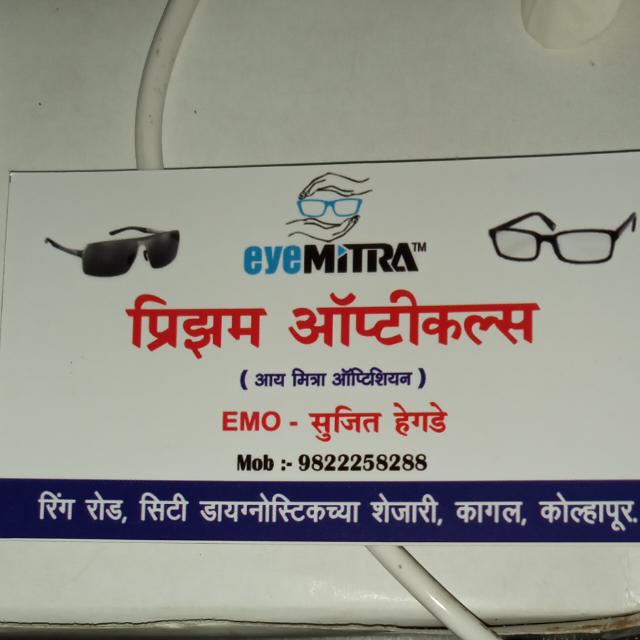 eyeMiTRA™
प्रिझम ऑप्टीकल्स
( आय मित्रा ऑप्टिशियन )
EMO - सुजित हेगडे
Mob :- 9822258288
रिंग रोड, सिटी डायग्नोस्टिकच्या शेजारी, कागल, कोल्हापूर.